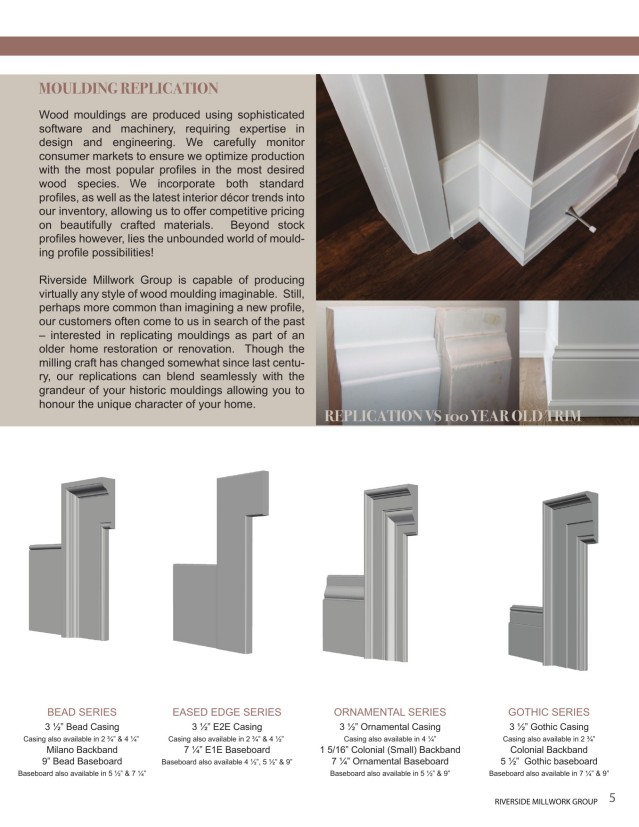 MOULDING REPLICATION
Wood mouldings are produced using sophisticated
software and machinery, requiring expertise in
design and engineering. We carefully monitor
consumer markets to ensure we optimize production
with the most popular profiles in the most desired
wood species. We incorporate both standard
profiles, as well as the latest interior décor trends into
our inventory, allowing us to offer competitive pricing
on beautifully crafted materials. Beyond stock
profiles however, lies the unbounded world of mould-
ing profile possibilities!
Riverside Millwork Group is capable of producing
virtually any style of wood moulding imaginable. Still,
perhaps more common than imagining a new profile,
our customers often come to us in search of the past
– interested in replicating mouldings as part of an
older home restoration or renovation. Though the
milling craft has changed somewhat since last centu-
ry, our replications can blend seamlessly with the
grandeur of your historic mouldings allowing you to
honour the unique character of your home.
REPLICATION VS 100 YEAR OLD TRIM
BEAD SERIES
3 ½” Bead Casing
Casing also available in 2 ¾” & 4 ¼”
Milano Backband
9” Bead Baseboard
Baseboard also available in 5 ½” & 7 ¼”
EASED EDGE SERIES
3 ½” E2E Casing
Casing also available in 2 ¾” & 4 ½”
7 ¼” E1E Baseboard
Baseboard also available 4 ½”, 5 ½” & 9”
ORNAMENTAL SERIES
3 ½” Ornamental Casing
Casing also available in 4 ¼”
1 5/16” Colonial (Small) Backband
7 ¼” Ornamental Baseboard
Baseboard also available in 5 ½” & 9”
GOTHIC SERIES
3 ½” Gothic Casing
Casing also available in 2 ¾”
Colonial Backband
5 ½” Gothic baseboard
Baseboard also available in 7 ¼” & 9”
RIVERSIDE MILLWORK GROUP 5